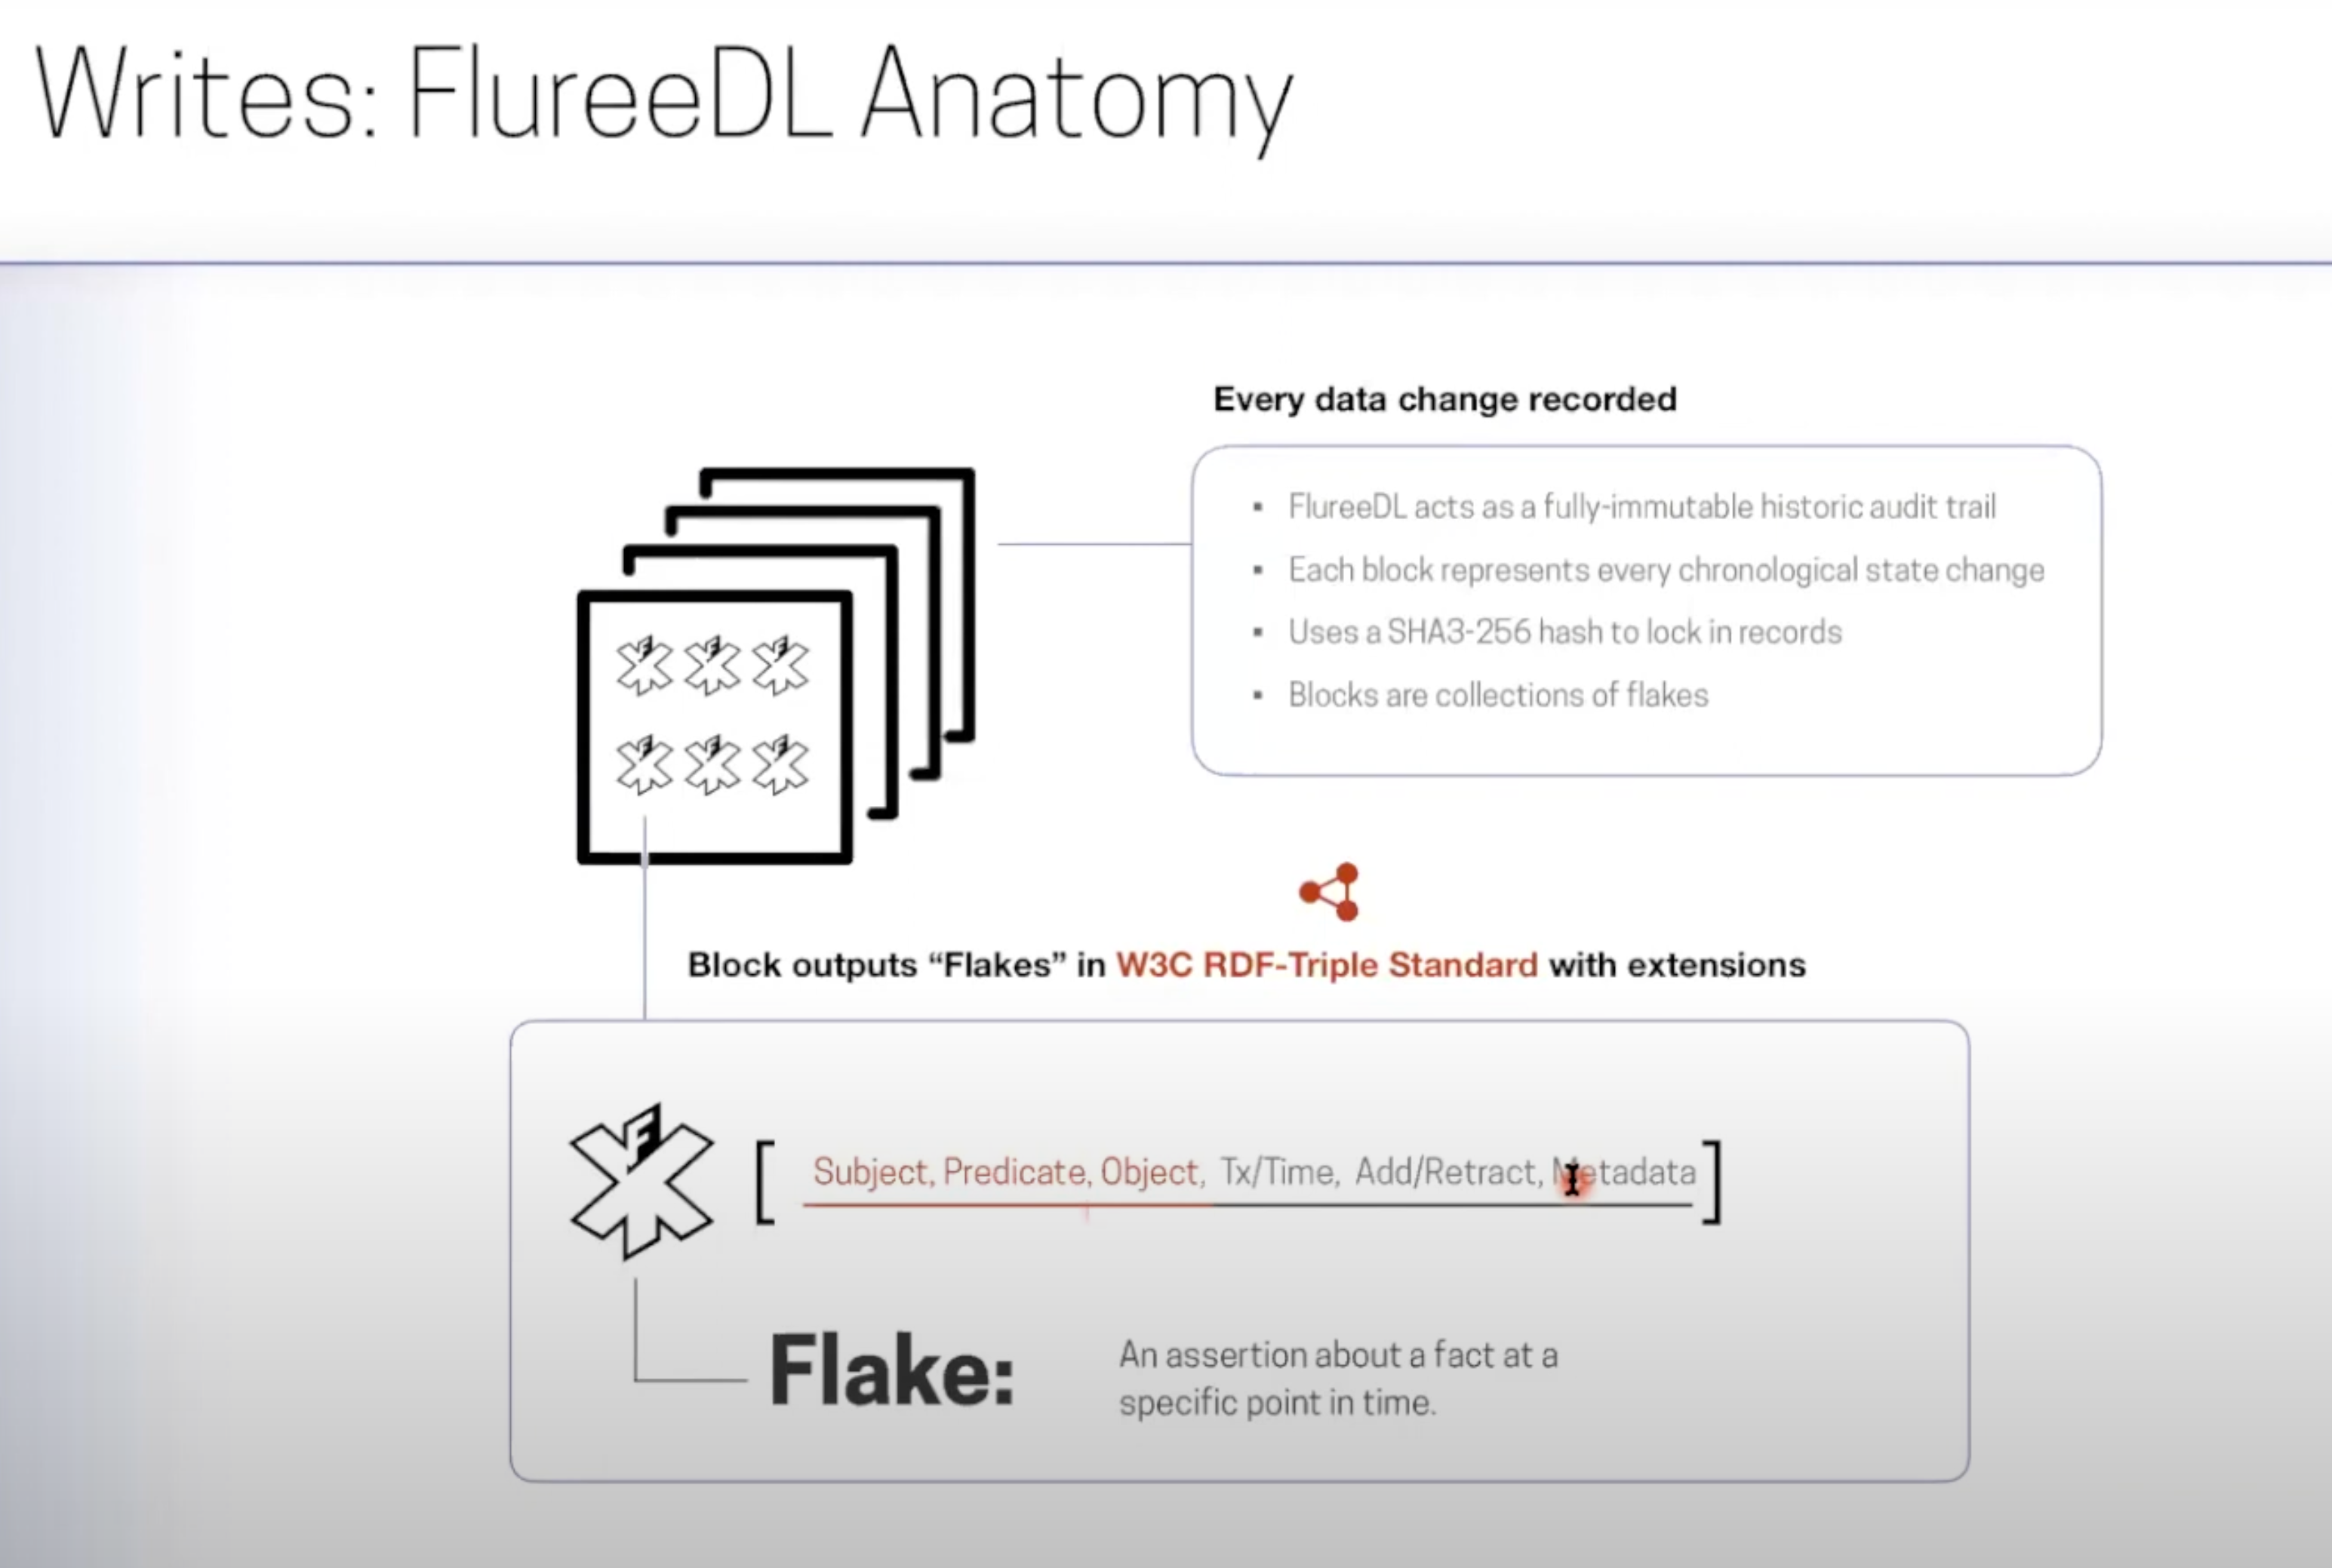 Writes: FlureeDL Anatomy
Every data change recorded
▪ FlureeDL acts as a fully-immutable historic audit trail
▪ Each block represents every chronological state change
▪ Uses a SHA3-256 hash to lock in records
▪ Blocks are collections of flakes
Block outputs “Flakes” in W3C RDF-Triple Standard with extensions
[ Subject, Predicate, Object, Tx/Time, Add/Retract, Metadata ]
Flake:
An assertion about a fact at a
specific point in time.